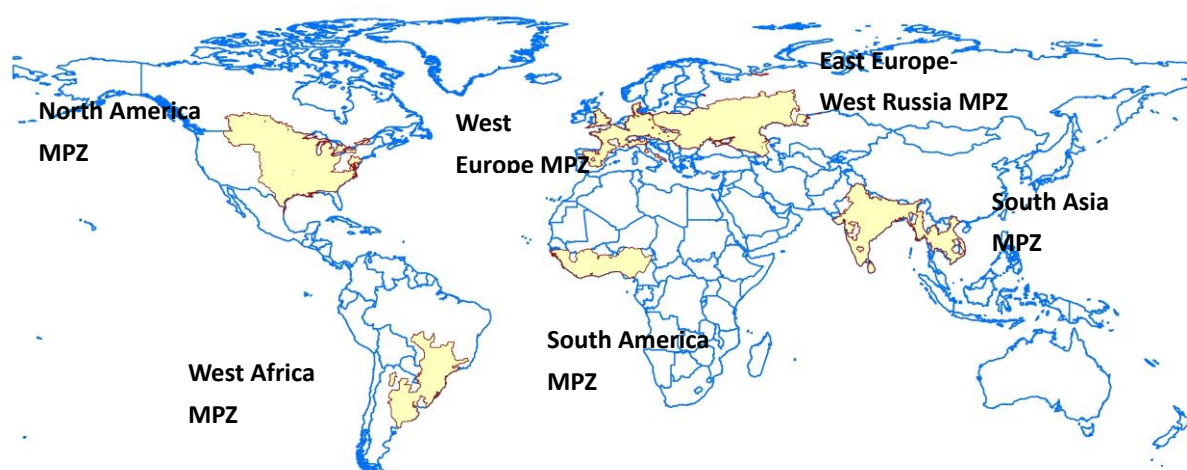 North America
MPZ
West
Europe MPZ
East Europe-
West Russia MPZ
South Asia
MPZ
West Africa
MPZ
South America
MPZ